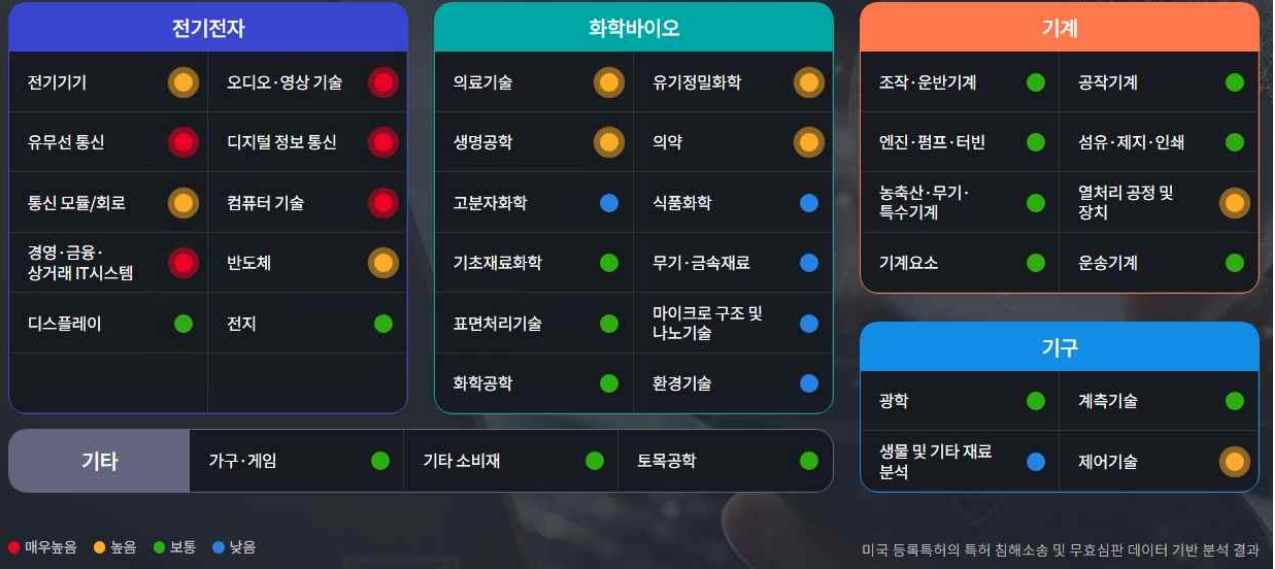 전기전자
전기기기
오디오·영상 기술
유무선 통신
디지털 정보 통신
통신 모듈/회로
컴퓨터 기술
경영·금융·
상거래 IT시스템
반도체
디스플레이
전지
화학바이오
의료기술
유기정밀화학
생명공학
의약
고분자화학
식품화학
기초재료화학
무기·금속재료
표면처리기술
마이크로 구조 및
나노기술
화학공학
환경기술
기계
조작·운반기계
공작기계
엔진·펌프·터빈
섬유·제지·인쇄
농축산·무기·
특수기계
열처리 공정 및
장치
기계요소
운송기계
기구
광학
계측기술
생물 및 기타 재료
분석
제어기술
기타
가구·게임
기타 소비재
토목공학
매우높음
높음
보통
낮음
미국 등록특허의 특허 침해소송 및 무효심판 데이터 기반 분석 결과